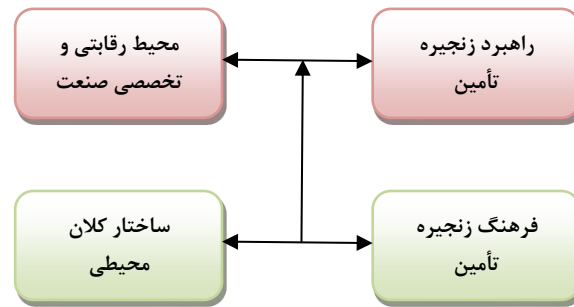 راهبرد زنجیره
تأمین
محیط رقابتی و
تخصصی صنعت
فرهنگ زنجیره
تأمین
ساختار کلان
محیطی